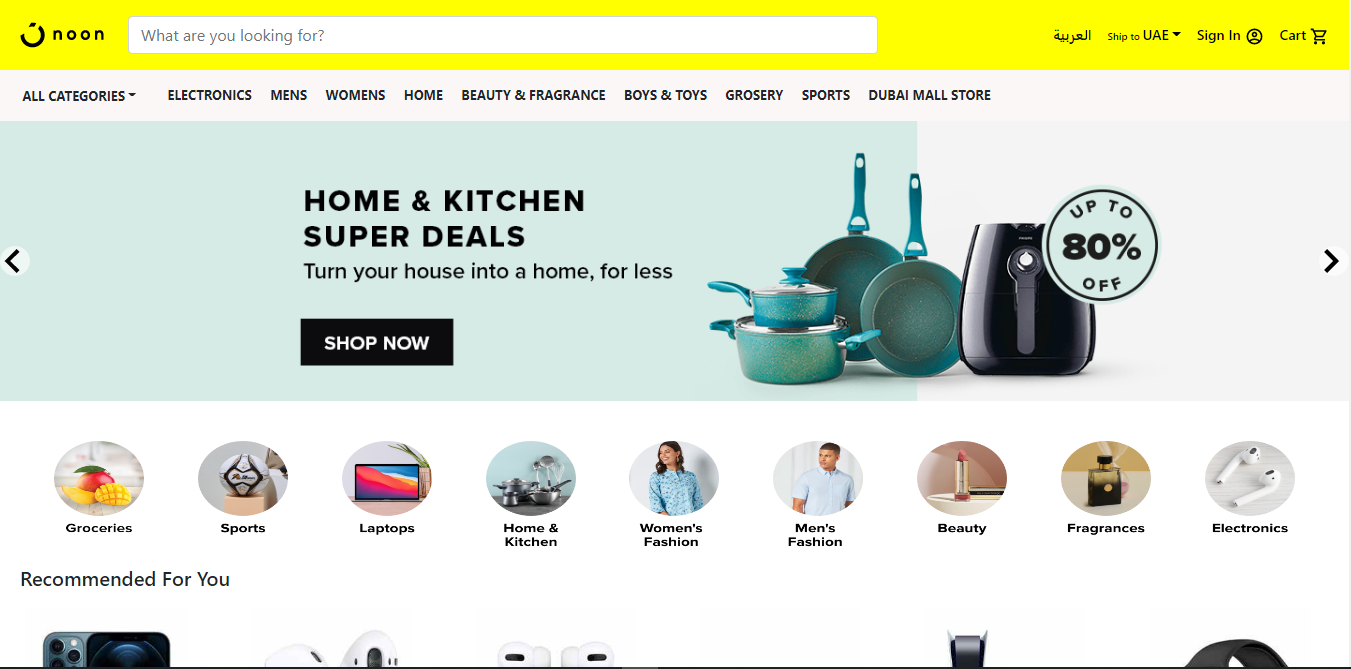 noon
What are you looking for?
العربية
Ship to UAE
Sign In
Cart
ALL CATEGORIES
ELECTRONICS
MENS
WOMENS
HOME
BEAUTY & FRAGRANCE
BOYS & TOYS
GROSERY
SPORTS
DUBAI MALL STORE
HOME & KITCHEN
SUPER DEALS
Turn your house into a home, for less
SHOP NOW
UP TO
80%
OFF
Groceries
Sports
Laptops
Home &
Kitchen
Women's
Fashion
Men's
Fashion
Beauty
Fragrances
Electronics
Recommended For You